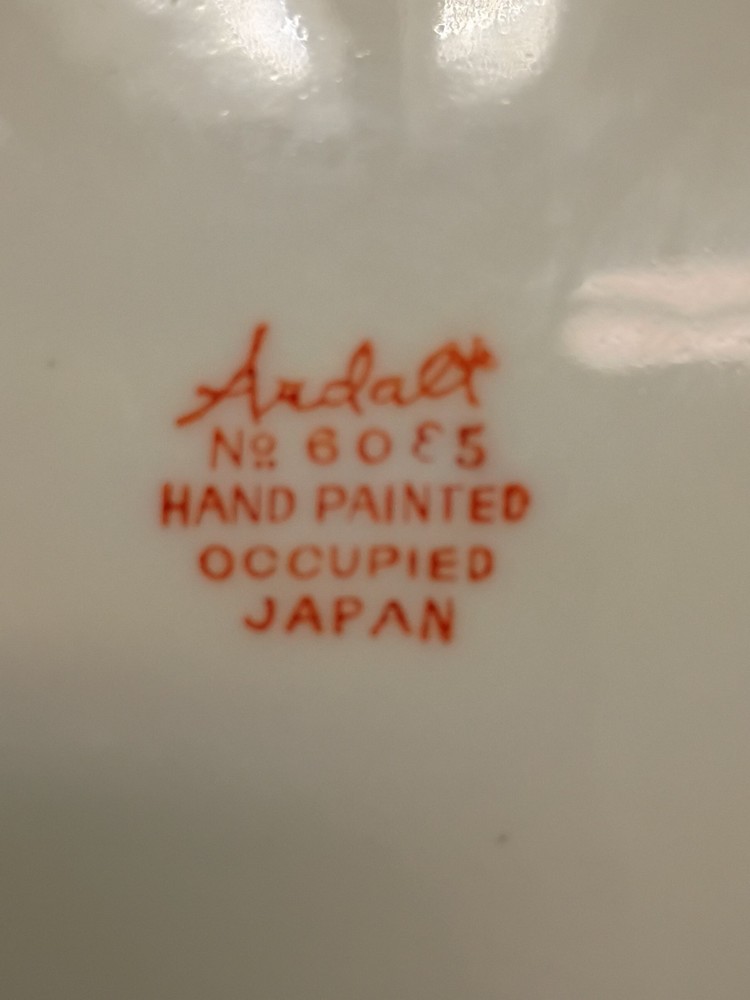 Ardalt
No 6085
HAND PAINTED
OCCUPIED
JAPAN